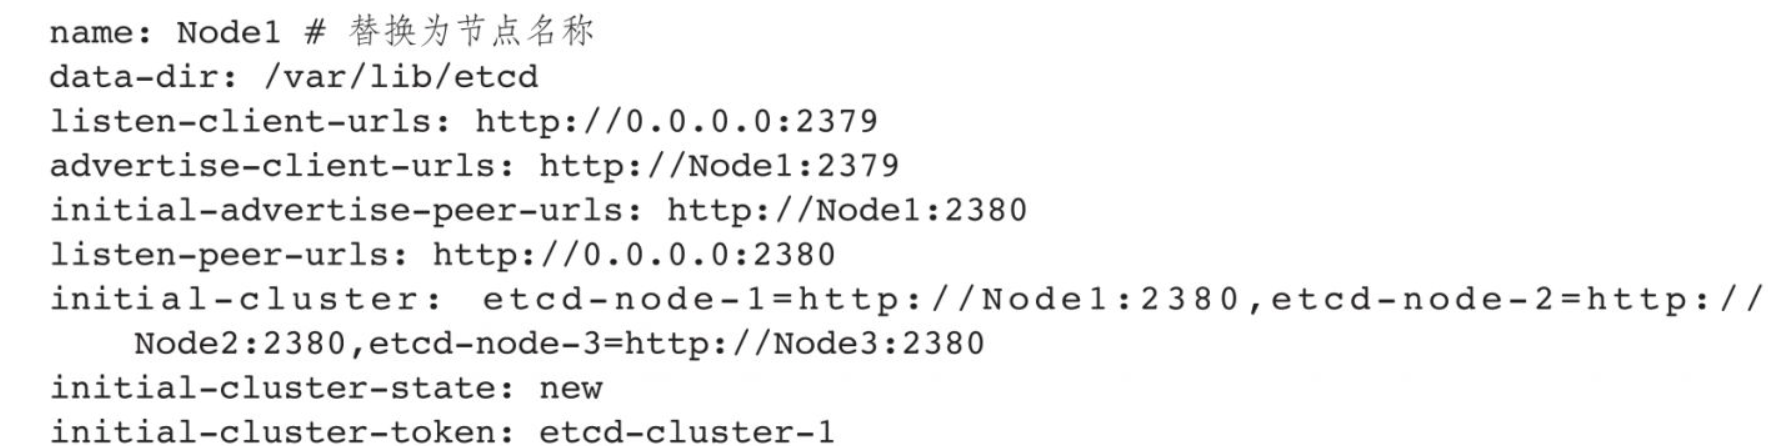 name: Node1 # 替换为节点名称
data-dir: /var/lib/etcd
listen-client-urls: http://0.0.0.0:2379
advertise-client-urls: http://Node1:2379
initial-advertise-peer-urls: http://Node1:2380
listen-peer-urls: http://0.0.0.0:2380
initial-cluster: etcd-node-1=http://Node1:2380,etcd-node-2=http://
Node2:2380,etcd-node-3=http://Node3:2380
initial-cluster-state: new
initial-cluster-token: etcd-cluster-1